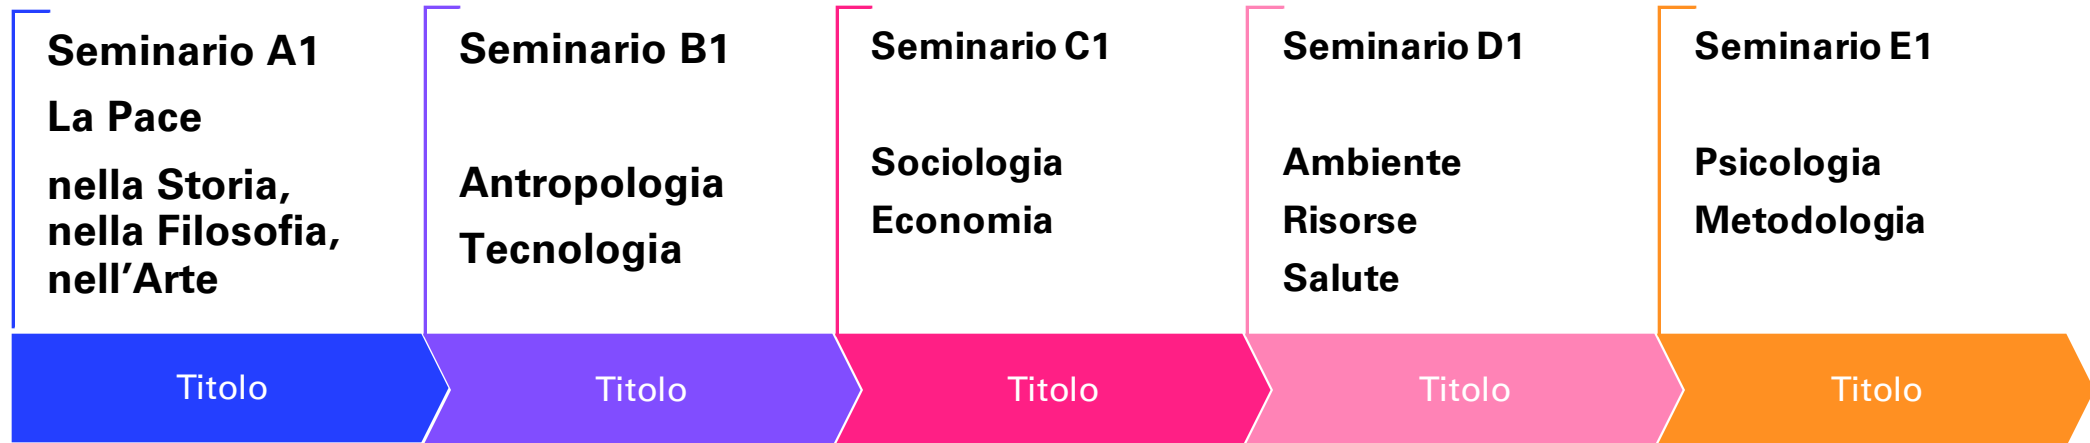 Seminario A1
La Pace
nella Storia,
nella Filosofia,
nell’Arte
Titolo
Seminario B1
Antropologia
Tecnologia
Titolo
Seminario C1
Sociologia
Economia
Titolo
Seminario D1
Ambiente
Risorse
Salute
Titolo
Seminario E1
Psicologia
Metodologia
Titolo